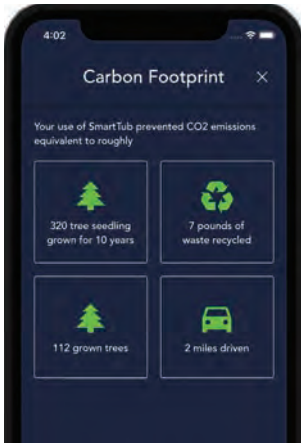 4:02
Carbon Footprint
Your use of SmartTub prevented CO2 emissions
equivalent to roughly
320 tree seedling
grown for 10 years
7 pounds of
waste recycled
112 grown trees
2 miles driven